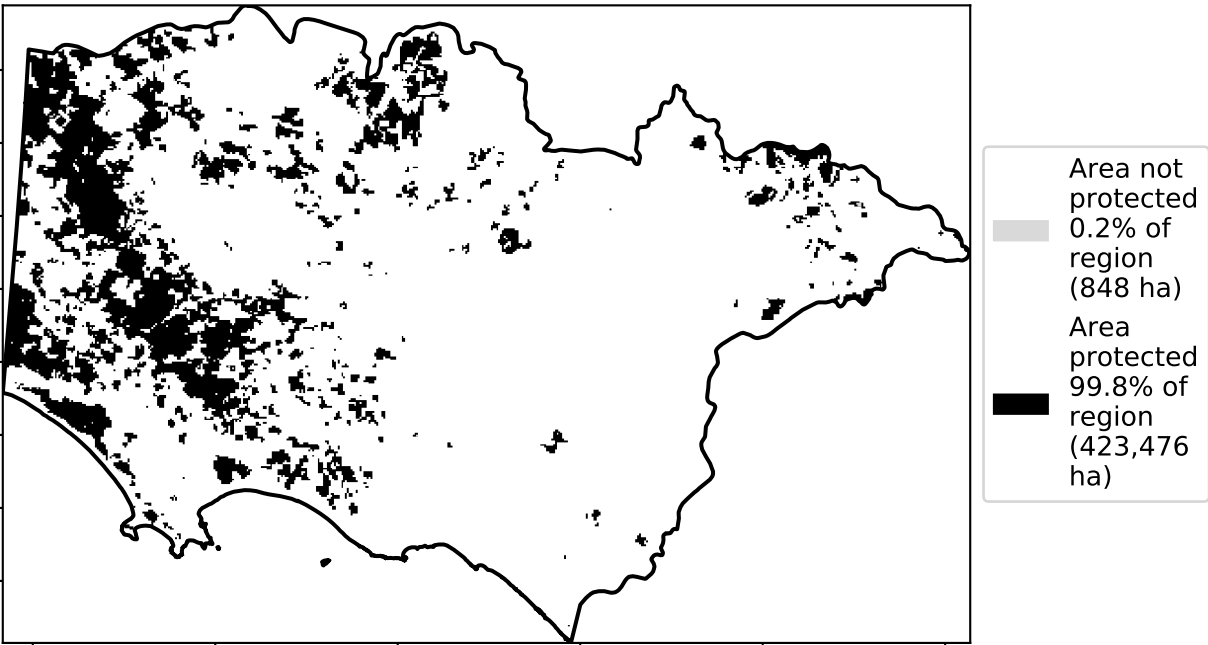 Area not
protected
0.2% of
region
(848 ha)
Area
protected
99.8% of
region
(423,476
ha)